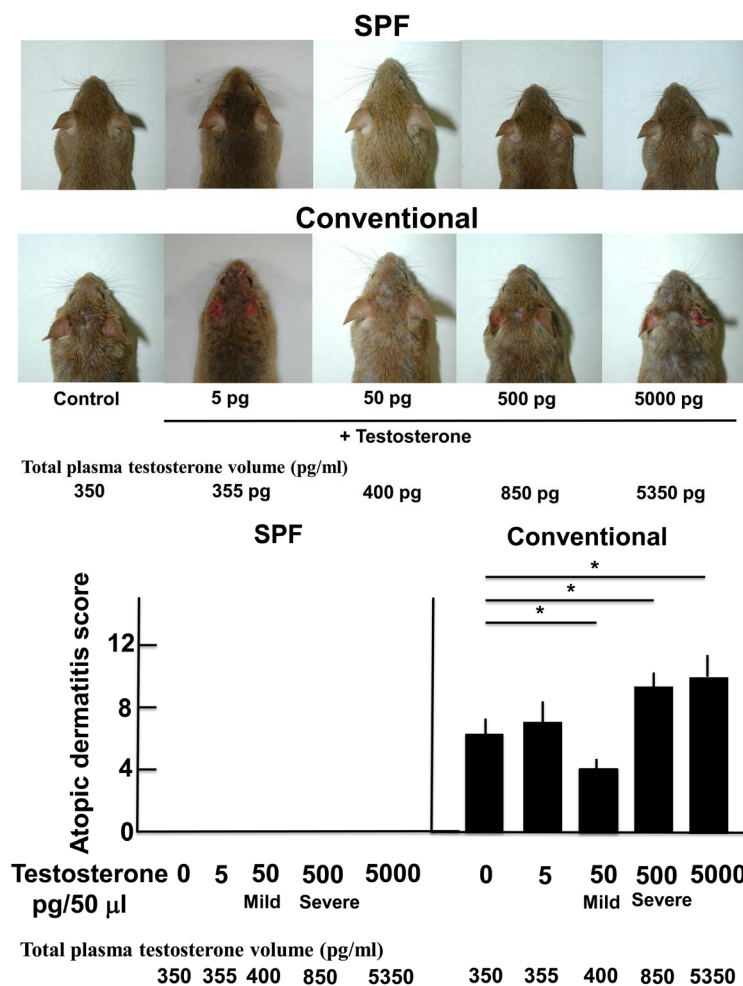 SPF
Conventional
Control 5 pg 50 pg 500 pg 5000 pg
+ Testosterone
Total plasma testosterone volume (pg/ml)
350 355 pg 400 pg 850 pg 5350 pg
SPF Conventional
* 
*
*
Atopic dermatitis score
12
8
4
0
Testosterone 0 5 50 500 5000 0 5 50 500 5000
pg/50 µl Mild Severe Mild Severe
Total plasma testosterone volume (pg/ml)
350 355 400 850 5350 350 355 400 850 5350